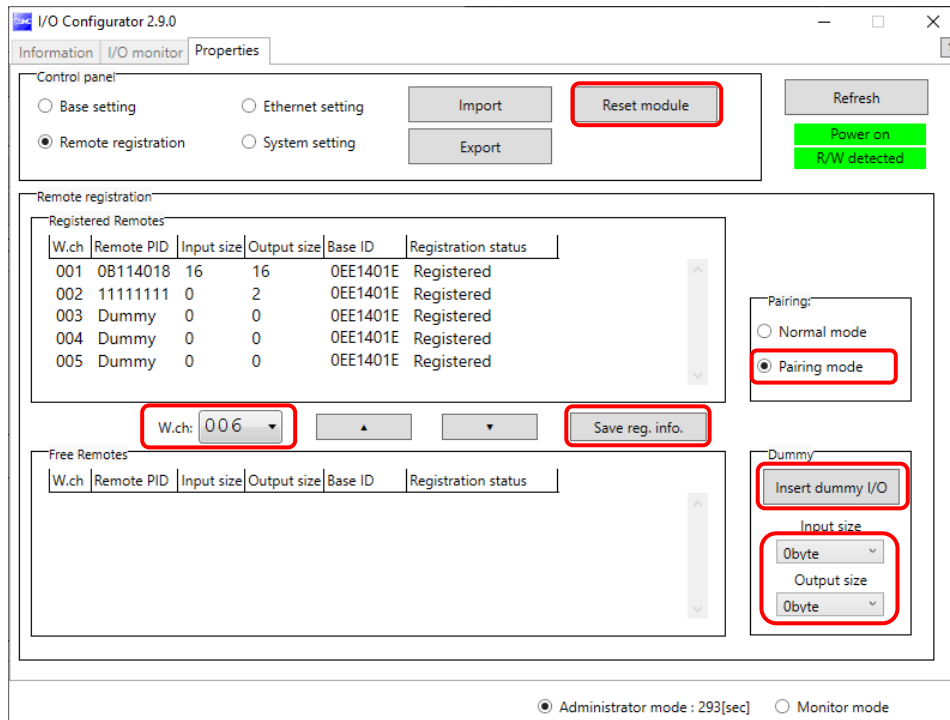 SMC I/O Configurator 2.9.0
Information I/O monitor Properties
Control panel
Base setting Ethernet setting Import Reset module Refresh
Remote registration System setting Export Power on
R/W detected
Remote registration
Registered Remotes
W.ch Remote PID Input size Output size Base ID Registration status
001 0B114018 16 16 0EE1401E Registered
002 11111111 0 2 0EE1401E Registered
003 Dummy 0 0 0EE1401E Registered
004 Dummy 0 0 0EE1401E Registered
005 Dummy 0 0 0EE1401E Registered
Pairing:
Normal mode
Pairing mode
W.ch: 006 Save reg. info.
Free Remotes
W.ch Remote PID Input size Output size Base ID Registration status
Dummy
Insert dummy I/O
Input size
0byte
Output size
0byte
Administrator mode : 293[sec] Monitor mode